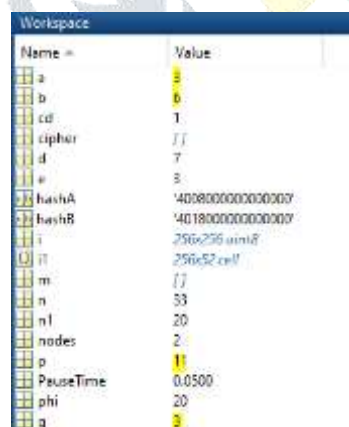 Workspace
Name Value
a 3
b 6
cd 1
cipher []
d 7
e 3
hashA '4008000000000000'
hashB '4018000000000000'
i 256x256 uint8
i1 256x52 cell
m []
n 33
n1 20
nodes 2
p 11
PauseTime 0.0500
phi 20
q 3